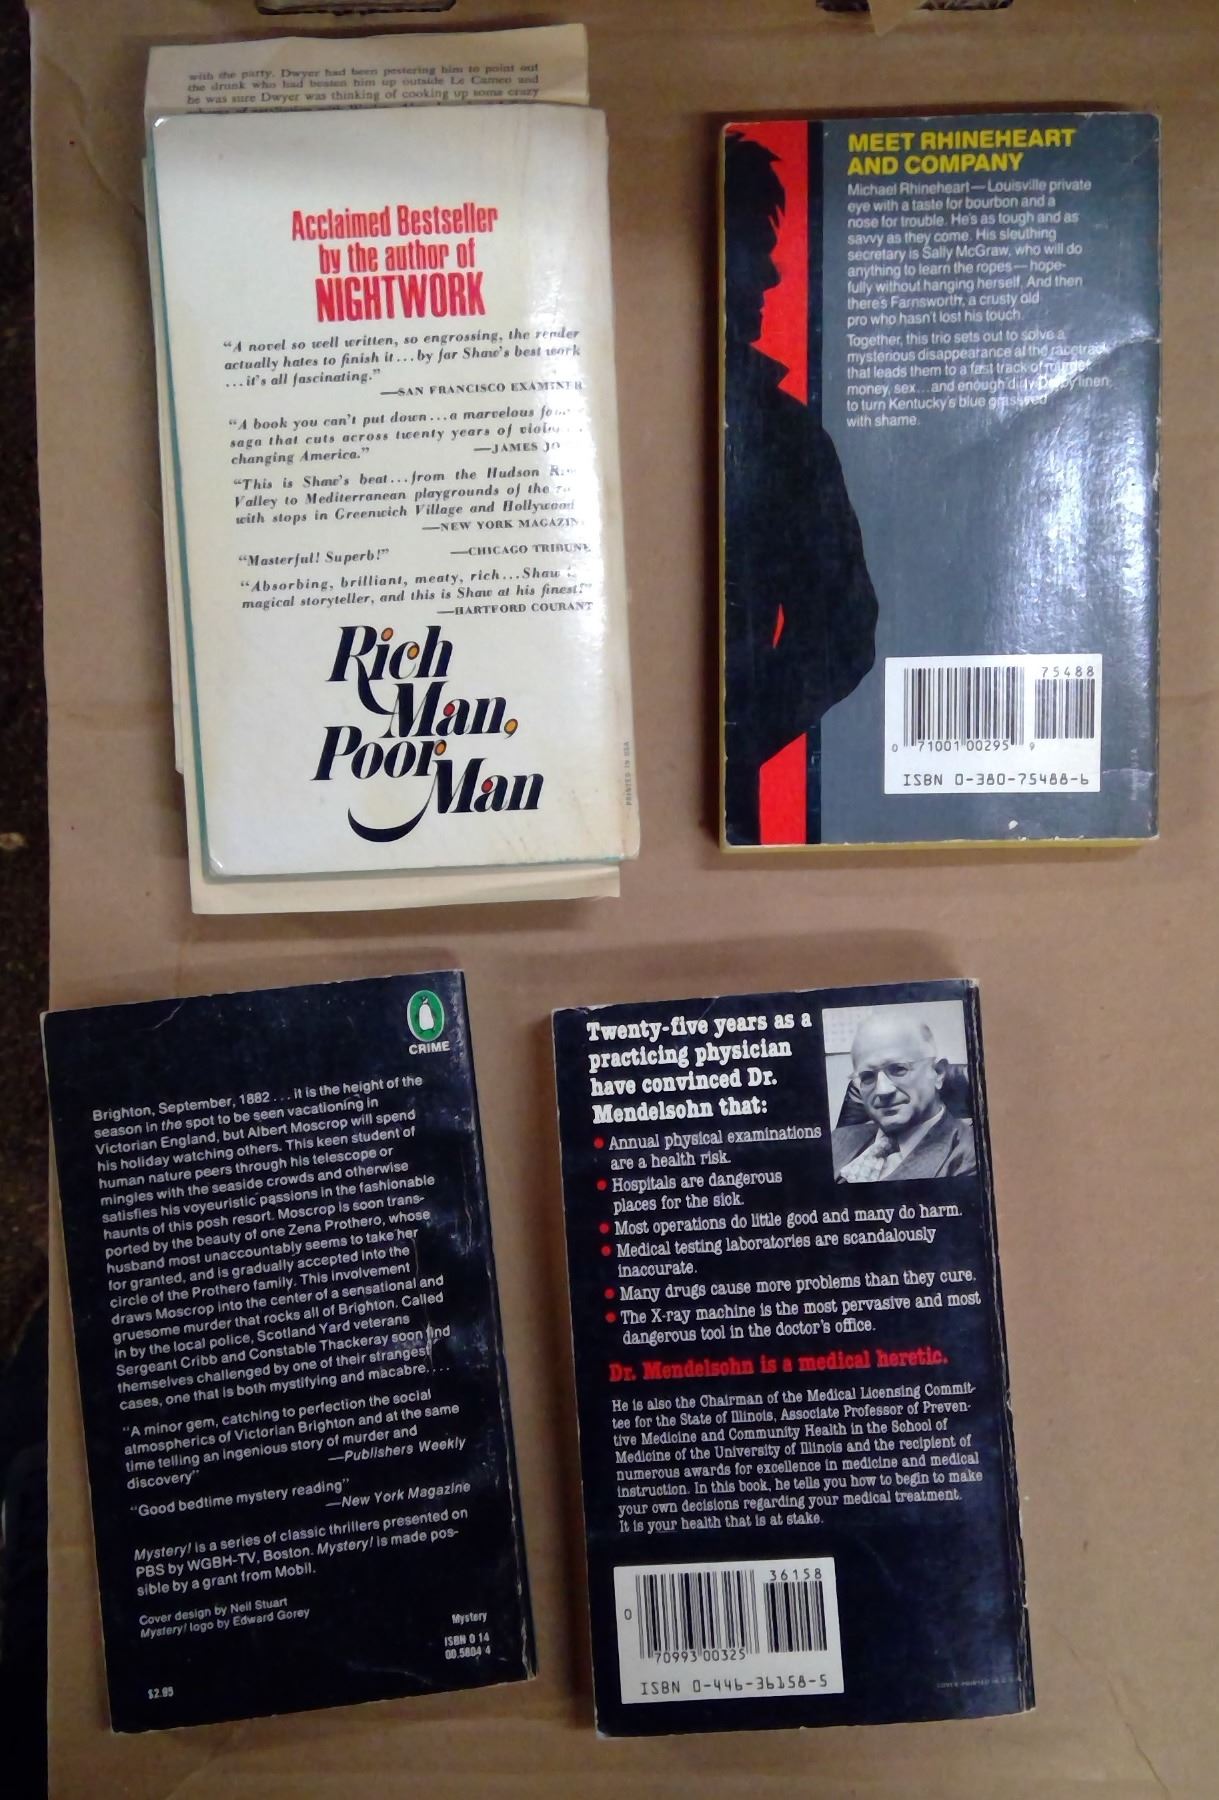 with the party. Dwyer had been pestering him to point out
the drunk who had beaten him up outside Le Cameo and
he was sure Dwyer was thinking of cooking up some crazy
Acclaimed Bestseller
by the author of
NIGHTWORK
“A novel so well written, so engrossing, the reader
actually hates to finish it...by far Shaw's best work
...it's all fascinating.”
—SAN FRANCISCO EXAMINER
“A book you can't put down...a marvelous
saga that cuts across twenty years of
changing America.” —JAMES
“This is Shaw's beat...from the Hudson
Valley to Mediterranean playgrounds of the
with stops in Greenwich Village and Hollywood
—NEW YORK MAGAZINE
“Masterful! Superb!” —CHICAGO TRIBUNE
“Absorbing, brilliant, meaty, rich...Shaw
magical storyteller, and this is Shaw at his finest!”
—HARTFORD COURANT
Rich
Man,
Poor
Man
PRINTED IN USA
MEET RHINEHEART
AND COMPANY
Michael Rhineheart—Louisville private
eye with a taste for bourbon and a
nose for trouble. He's as tough and as
savvy as they come. His sleuthing
secretary is Sally McGraw, who will do
anything to learn the ropes—hope-
fully without hanging herself. And then
there's Farnsworth, a crusty old
pro who hasn't lost his touch.
Together, this trio sets out to solve a
mysterious disappearance at the racetrack
that leads them to a fast track of murder,
money, sex...and enough dirty Derby linen
to turn Kentucky's blue grass red
with shame.
75488
0 71001 00295 9
ISBN 0-380-75488-6
CRIME
Brighton, September, 1882 . . . it is the height of the
season in the spot to be seen vacationing in
Victorian England, but Albert Moscrop will spend
his holiday watching others. This keen student of
human nature peers through his telescope or
mingles with the seaside crowds and otherwise
satisfies his voyeuristic passions in the fashionable
haunts of this posh resort. Moscrop is soon trans-
ported by the beauty of one Zena Prothero, whose
husband most unaccountably seems to take her
for granted, and is gradually accepted into the
circle of the Prothero family. This involvement
draws Moscrop into the center of a sensational and
gruesome murder that rocks all of Brighton. Called
in by the local police, Scotland Yard veterans
Sergeant Cribb and Constable Thackeray soon find
themselves challenged by one of their strangest
cases, one that is both mystifying and macabre. . . .
“A minor gem, catching to perfection the social
atmospherics of Victorian Brighton and at the same
time telling an ingenious story of murder and
discovery” —Publishers Weekly
“Good bedtime mystery reading”
—New York Magazine
Mystery! is a series of classic thrillers presented on
PBS by WGBH-TV, Boston. Mystery! is made pos-
sible by a grant from Mobil.
Cover design by Neil Stuart
Mystery! logo by Edward Gorey
Mystery
ISBN 0 14
00.5804 4
$2.95
Twenty-five years as a
practicing physician
have convinced Dr.
Mendelsohn that:
● Annual physical examinations
are a health risk.
● Hospitals are dangerous
places for the sick.
● Most operations do little good and many do harm.
● Medical testing laboratories are scandalously
inaccurate.
● Many drugs cause more problems than they cure.
● The X-ray machine is the most pervasive and most
dangerous tool in the doctor's office.
Dr. Mendelsohn is a medical heretic.
He is also the Chairman of the Medical Licensing Commit-
tee for the State of Illinois, Associate Professor of Preven-
tive Medicine and Community Health in the School of
Medicine of the University of Illinois and the recipient of
numerous awards for excellence in medicine and medical
instruction. In this book, he tells you how to begin to make
your own decisions regarding your medical treatment.
It is your health that is at stake.
36158
0 70993 00325
ISBN 0-446-36158-5
COVER PRINTED IN U.S.A.